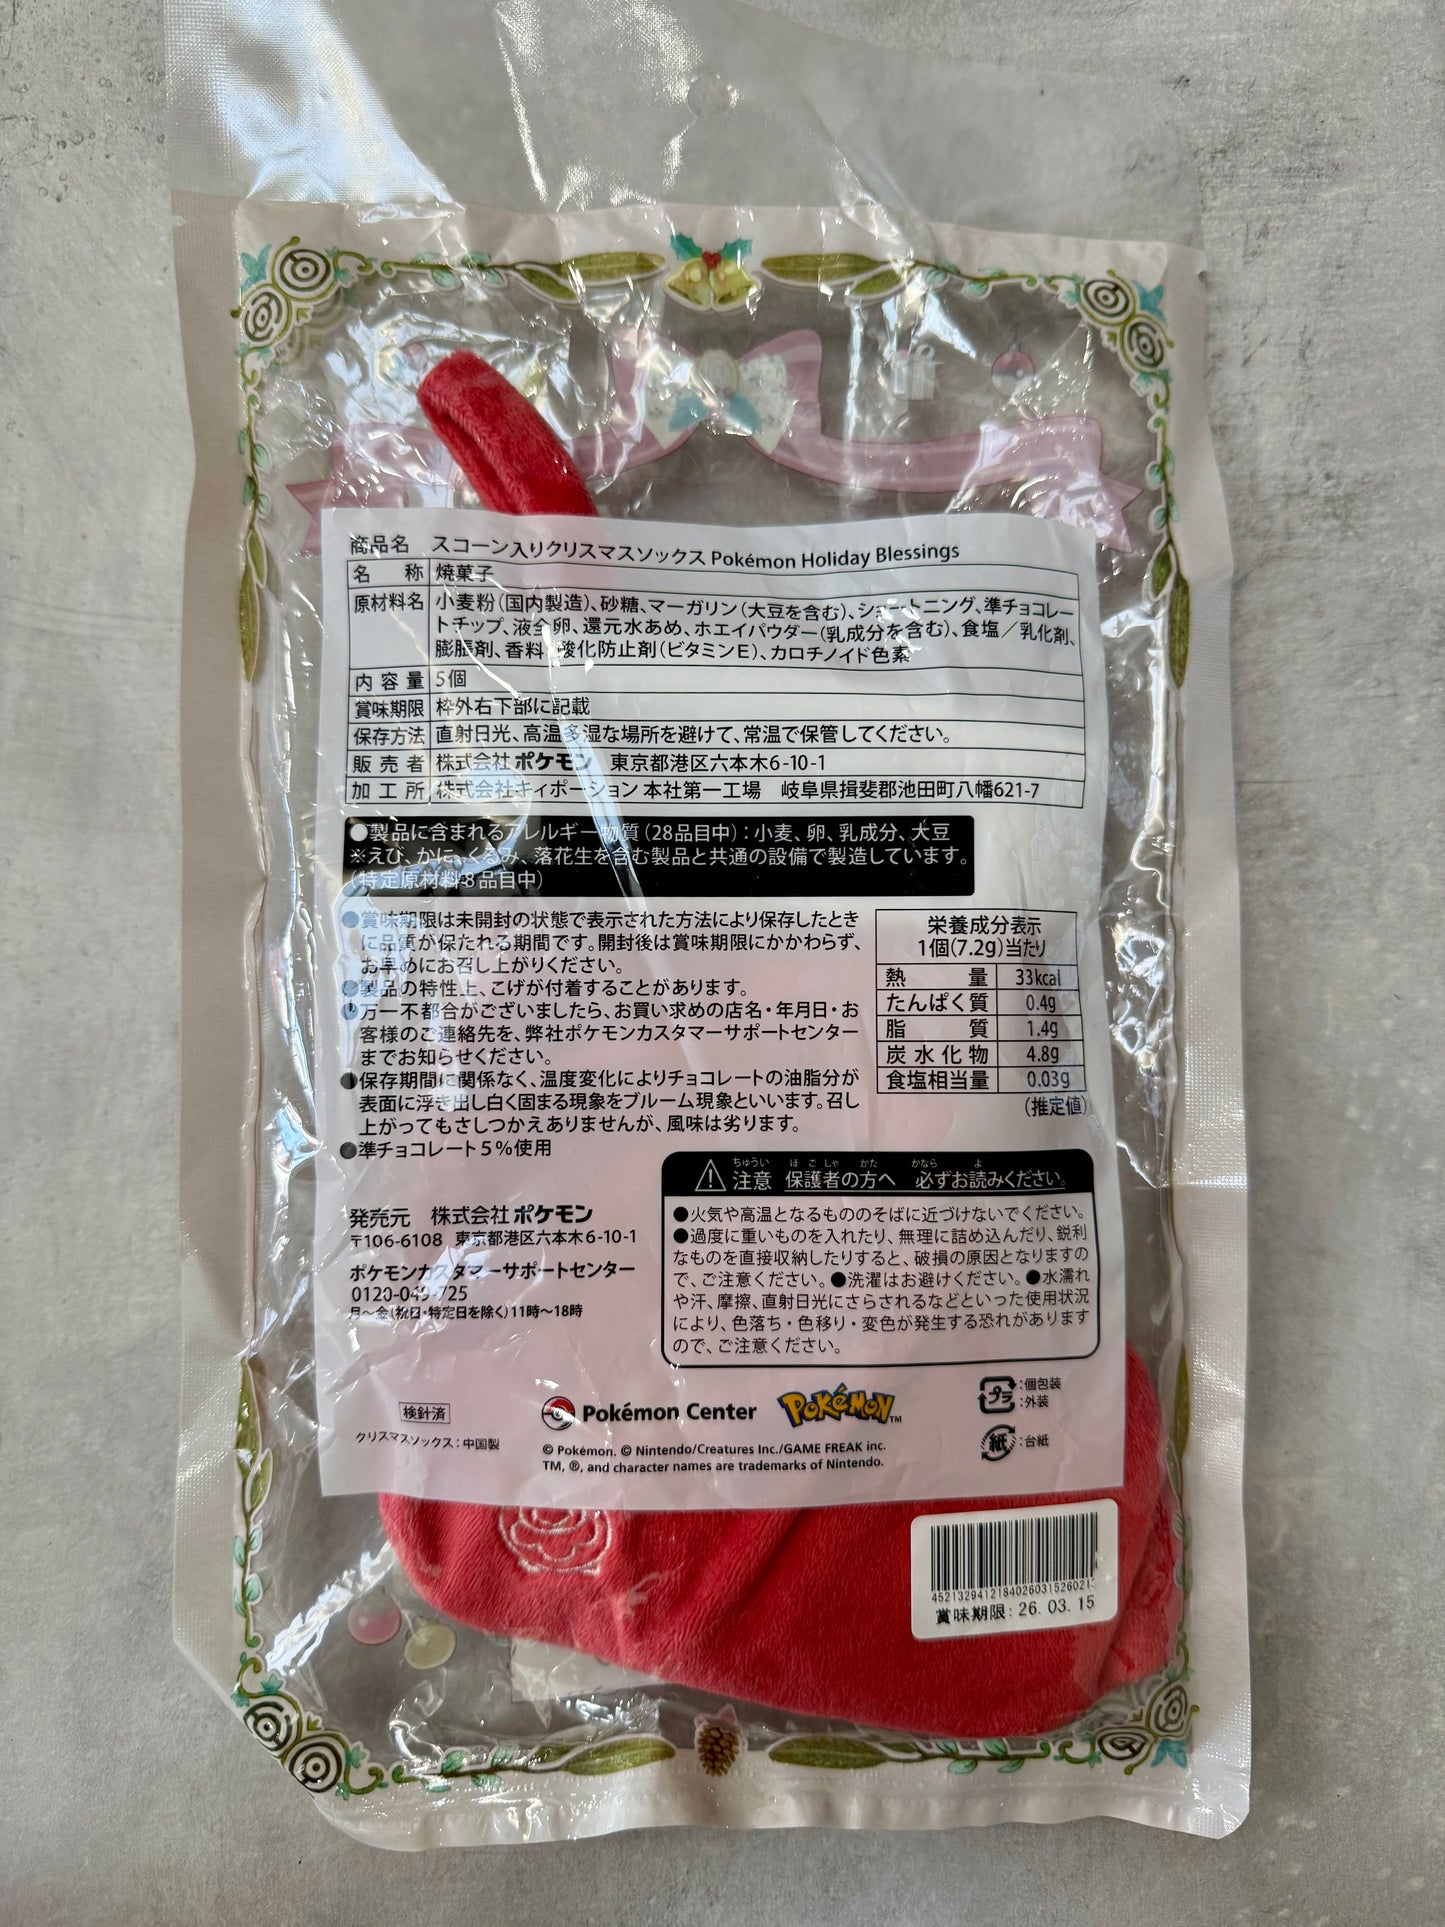 商品名 スコーン入りクリスマスソックス Pokémon Holiday Blessings
名称 焼菓子
原材料名 小麦粉(国内製造)、砂糖、マーガリン(大豆を含む)、ショートニング、準チョコレー
トチップ、液全卵、還元水あめ、ホエイパウダー(乳成分を含む)、食塩/乳化剤、
膨脹剤、香料、酸化防止剤(ビタミンE)、カロチノイド色素
内容量 5個
賞味期限 枠外右下部に記載
保存方法 直射日光、高温多湿な場所を避けて、常温で保管してください。
販売者 株式会社ポケモン 東京都港区六本木6-10-1
加工所 株式会社キィポーション 本社第一工場 岐阜県揖斐郡池田町八幡621-7
●製品に含まれるアレルギー物質(28品目中):小麦、卵、乳成分、大豆
※えび、かに、くるみ、落花生を含む製品と共通の設備で製造しています。
(特定原材料8品目中)
●賞味期限は未開封の状態で表示された方法により保存したとき
に品質が保たれる期間です。開封後は賞味期限にかかわらず、
お早めにお召し上がりください。
●製品の特性上、こげが付着することがあります。
●万一不都合がございましたら、お買い求めの店名・年月日・お
客様のご連絡先を、弊社ポケモンカスタマーサポートセンター
までお知らせください。
●保存期間に関係なく、温度変化によりチョコレートの油脂分が
表面に浮き出し白く固まる現象をブルーム現象といいます。召し
上がってもさしつかえありませんが、風味は劣ります。
●準チョコレート5%使用
栄養成分表示
1個(7.2g)当たり
熱量 33kcal
たんぱく質 0.4g
脂質 1.4g
炭水化物 4.8g
食塩相当量 0.03g
(推定値)
発売元 株式会社ポケモン
〒106-6108 東京都港区六本木6-10-1
ポケモンカスタマーサポートセンター
0120-049-725
月〜金(祝日・特定日を除く)11時〜18時
ちゅうい ほごしゃ かた かなら よ
注意 保護者の方へ 必ずお読みください。
●火気や高温となるもののそばに近づけないでください。
●過度に重いものを入れたり、無理に詰め込んだり、鋭利
なものを直接収納したりすると、破損の原因となりますの
で、ご注意ください。●洗濯はお避けください。●水濡れ
や汗、摩擦、直射日光にさらされるなどといった使用状況
により、色落ち・色移り・変色が発生する恐れがあります
ので、ご注意ください。
検針済
クリスマスソックス:中国製
Pokémon Center POKéMON TM
© Pokémon. © Nintendo/Creatures Inc./GAME FREAK inc.
TM, ®, and character names are trademarks of Nintendo.
プラ :個包装
:外装
紙 :台紙
賞味期限:26.03.15